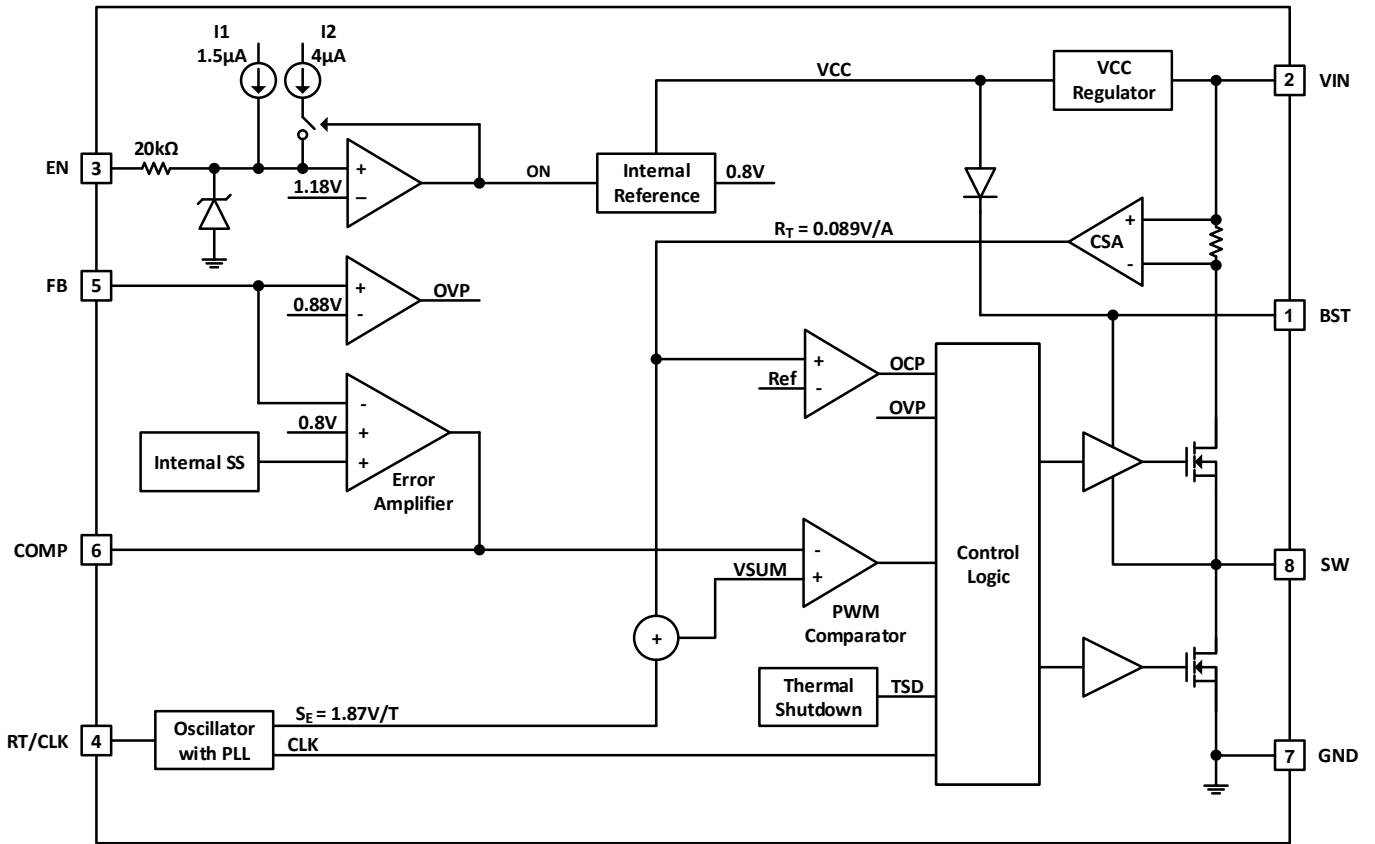 I1
1.5µA
I2
4µA
VCC
VCC
Regulator
2
VIN
EN
3
20kΩ
+
1.18V
–
ON
Internal
Reference
0.8V
R_T = 0.089V/A
CSA
+
-
FB
5
+
0.88V
-
OVP
1
BST
+
Ref
-
OCP
OVP
-
0.8V
+
Internal SS
+
Error
Amplifier
COMP
6
-
VSUM
+
PWM
Comparator
Control
Logic
8
SW
+
Thermal
Shutdown
TSD
RT/CLK
4
Oscillator
with PLL
S_E = 1.87V/T
CLK
7
GND